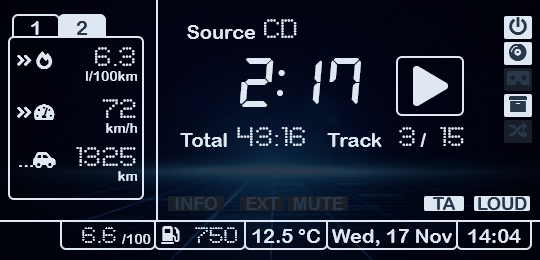 1 2
6.3
l/100km
72
km/h
1325
km
Source CD
2:17
Total 43:16 Track 3/ 15
INFO EXT MUTE TA LOUD
6.6 /100 750 12.5 °C Wed, 17 Nov 14:04